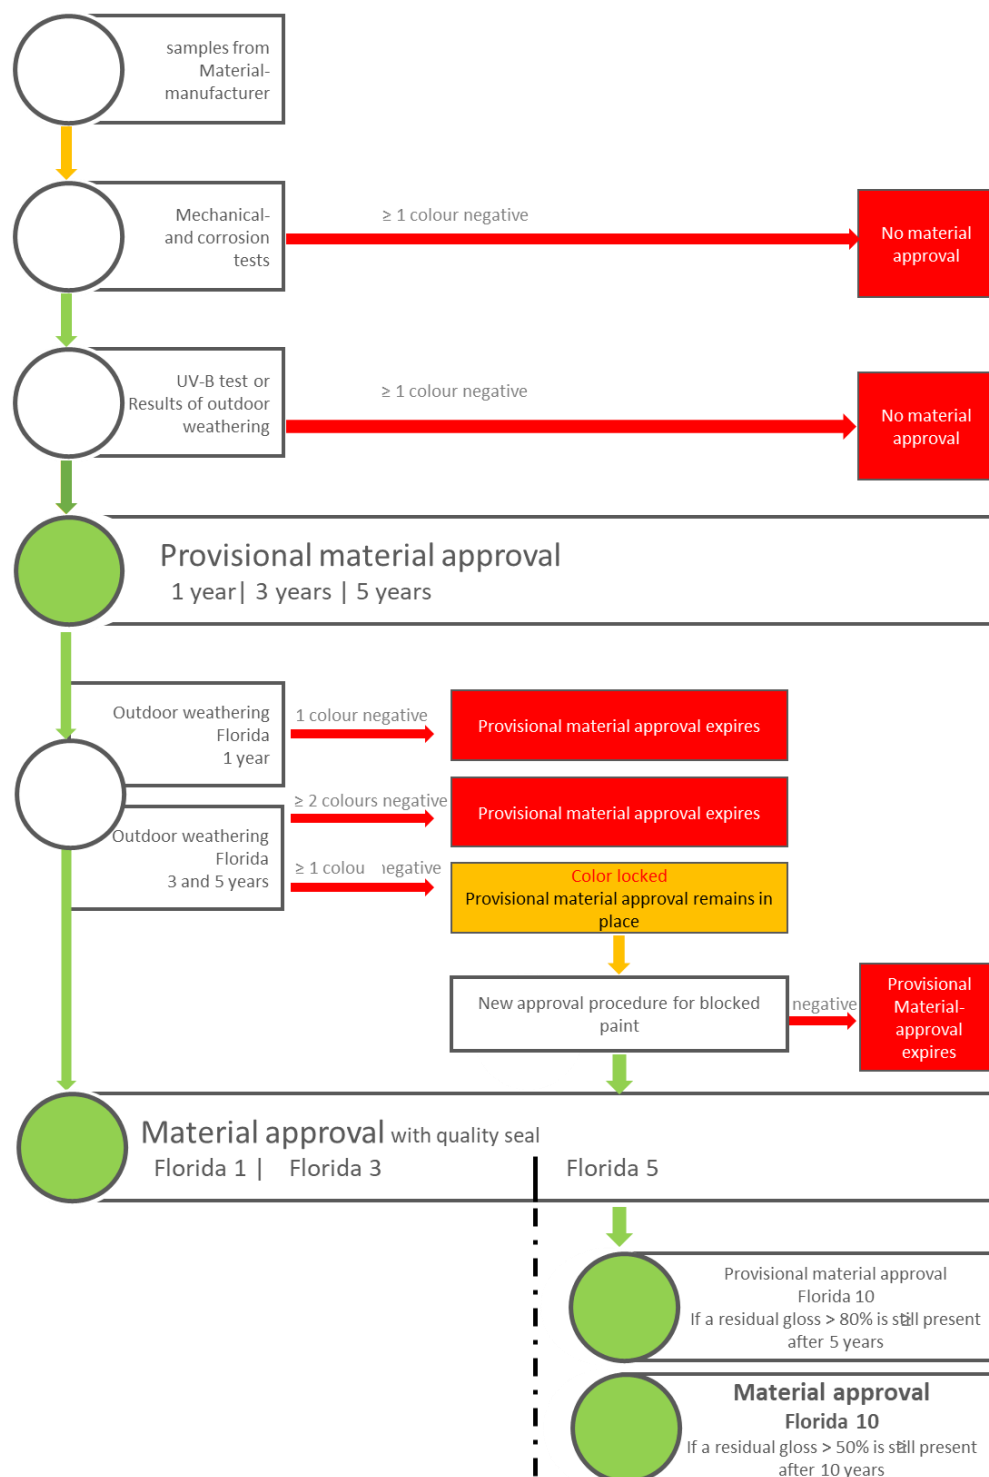 samples from
Material-
manufacturer
Mechanical-
and corrosion
tests
≥ 1 colour negative
No material
approval
UV-B test or
Results of outdoor
weathering
≥ 1 colour negative
No material
approval
Provisional material approval
1 year| 3 years | 5 years
Outdoor weathering
Florida
1 year
1 colour negative
Provisional material approval expires
≥ 2 colours negative
Provisional material approval expires
Outdoor weathering
Florida
3 and 5 years
≥ 1 colou negative
Color locked
Provisional material approval remains in
place
New approval procedure for blocked
paint
negative
Provisional
Material-
approval
expires
Material approval with quality seal
Florida 1 | Florida 3
Florida 5
Provisional material approval
Florida 10
If a residual gloss > 80% is still present
after 5 years
Material approval
Florida 10
If a residual gloss > 50% is still present
after 10 years